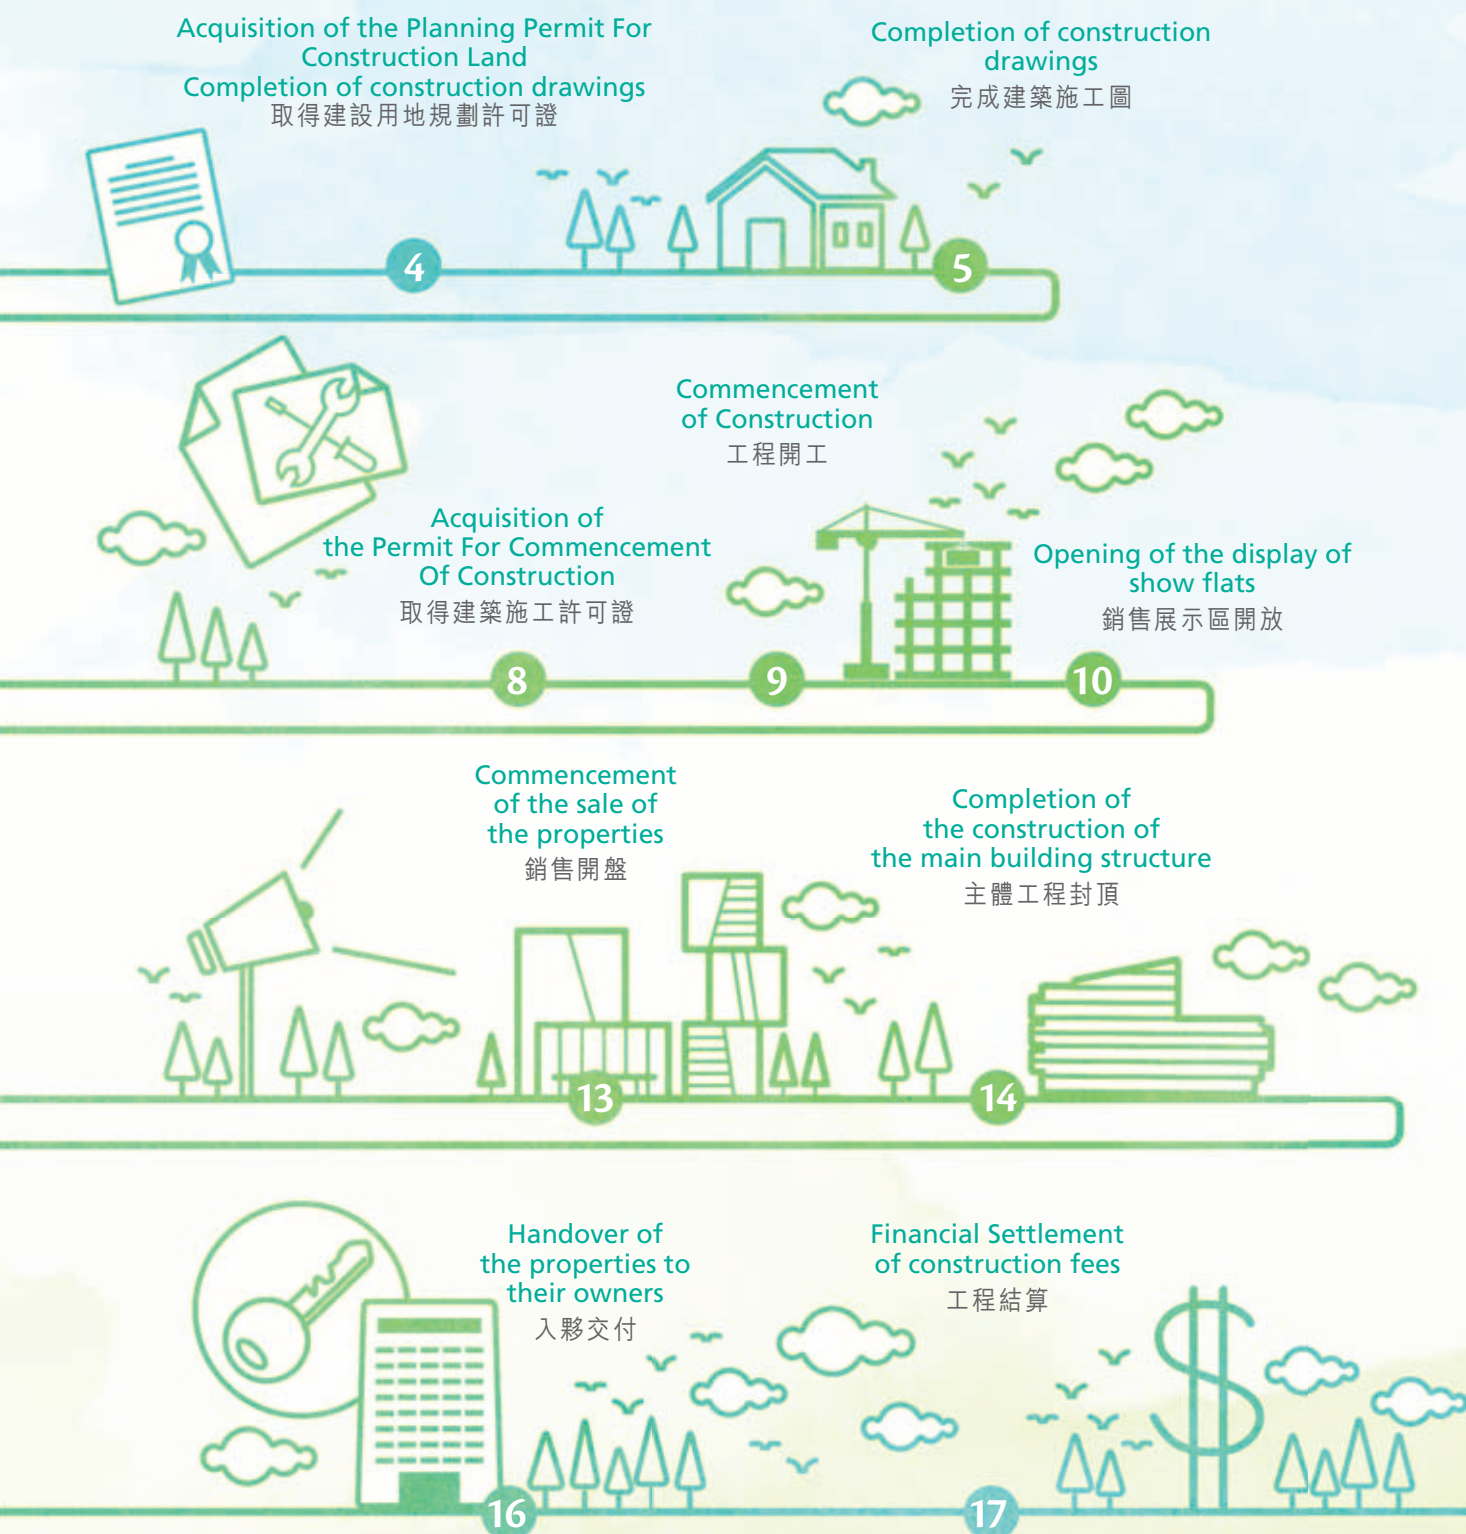 Acquisition of the Planning Permit For
Construction Land
Completion of construction drawings
取得建設用地規劃許可證
Completion of construction
drawings
完成建築施工圖
4
5
Commencement
of Construction
工程開工
Acquisition of
the Permit For Commencement
Of Construction
取得建築施工許可證
Opening of the display of
show flats
銷售展示區開放
8
9
10
Commencement
of the sale of
the properties
銷售開盤
Completion of
the construction of
the main building structure
主體工程封頂
13
14
Handover of
the properties to
their owners
入夥交付
Financial Settlement
of construction fees
工程結算
16
17